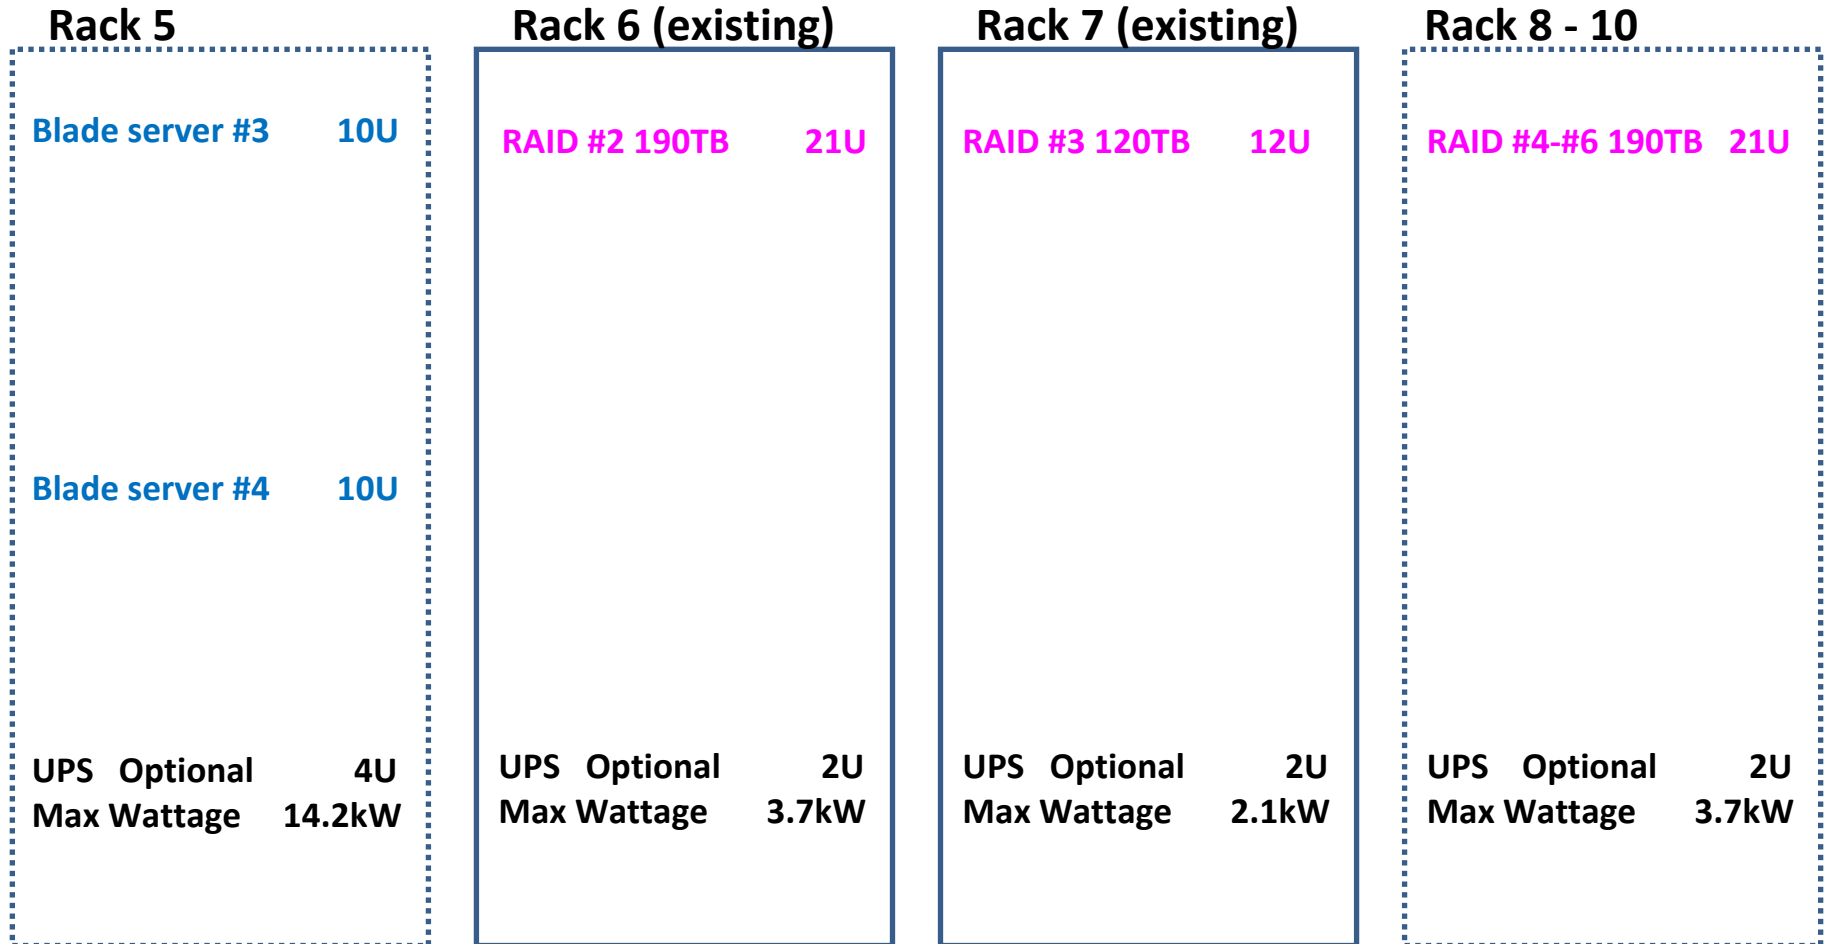 Rack 5
Blade server #3 10U
Blade server #4 10U
UPS Optional 4U
Max Wattage 14.2kW
Rack 6 (existing)
RAID #2 190TB 21U
UPS Optional 2U
Max Wattage 3.7kW
Rack 7 (existing)
RAID #3 120TB 12U
UPS Optional 2U
Max Wattage 2.1kW
Rack 8 - 10
RAID #4-#6 190TB 21U
UPS Optional 2U
Max Wattage 3.7kW